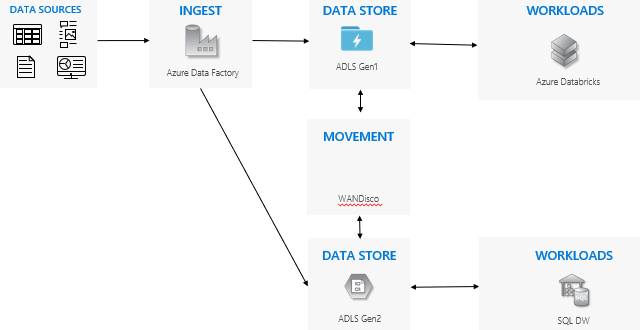 DATA SOURCES
INGEST
Azure Data Factory
DATA STORE
ADLS Gen1
WORKLOADS
Azure Databricks
MOVEMENT
WANDisco
DATA STORE
ADLS Gen2
WORKLOADS
SQL
SQL DW